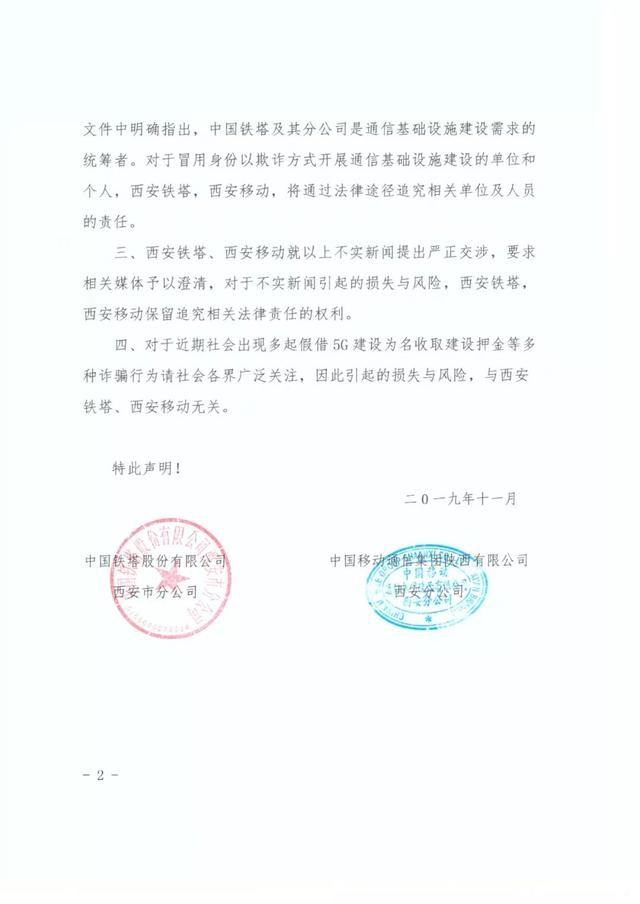 文件中明确指出，中国铁塔及其分公司是通信基础设施建设需求的
统筹者。对于冒用身份以欺诈方式开展通信基础设施建设的单位和
个人，西安铁塔，西安移动，将通过法律途径追究相关单位及人员
的责任。
三、西安铁塔、西安移动就以上不实新闻提出严正交涉，要求
相关媒体予以澄清，对于不实新闻引起的损失与风险，西安铁塔，
西安移动保留追究相关法律责任的权利。
四、对于近期社会出现多起假借 5G 建设为名收取建设押金等多
种诈骗行为请社会各界广泛关注，因此引起的损失与风险，与西安
铁塔、西安移动无关。
特此声明！
二0一九年十一月
中国铁塔股份有限公司
西安市分公司
中国移动通信集团陕西有限公司
西安分公司
中国移动
西安分公司
- 2 -